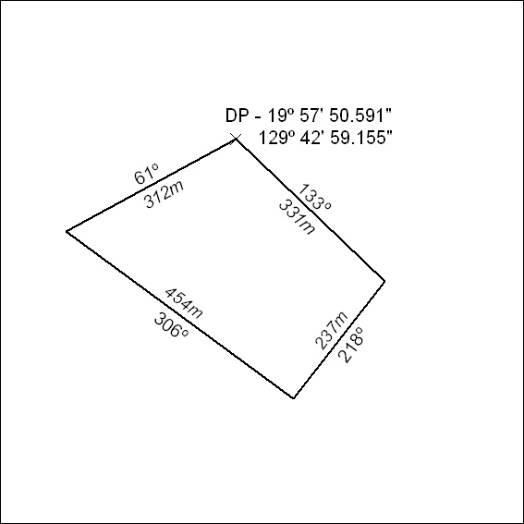 DP - 19º 57' 50.591"
129º 42' 59.155"
61º
312m
133º
331m
454m
306º
237m
218º